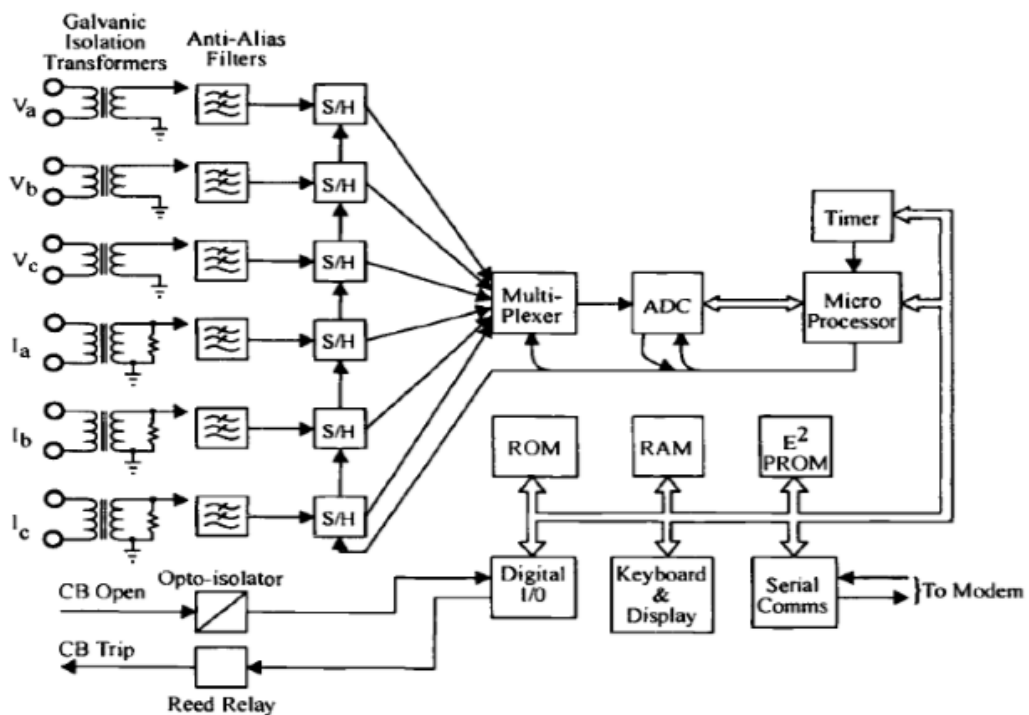 Galvanic
Isolation
Transformers
Anti-Alias
Filters
Va
S/H
Vb
S/H
Vc
S/H
Ia
S/H
Ib
S/H
Ic
S/H
Multi-
Plexer
ADC
Timer
Micro
Processor
ROM
RAM
E2
PROM
Digital
I/0
Keyboard
&
Display
Serial
Comms
To Modem
CB Open
Opto-isolator
CB Trip
Reed Relay